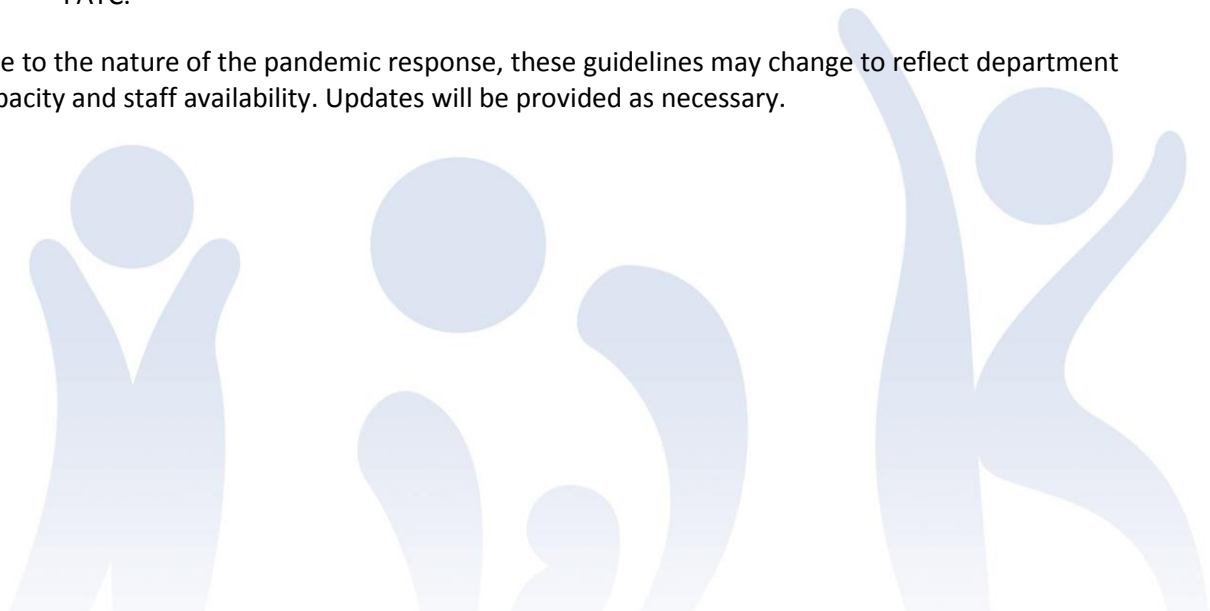 e to the nature of the pandemic response, these guidelines may change to reflect department
pacity and staff availability. Updates will be provided as necessary.